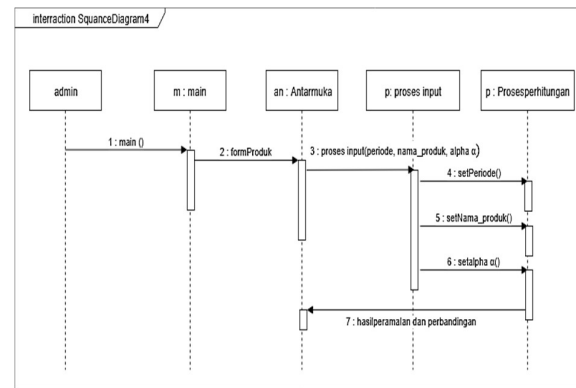 interraction SquanceDiagram4
admin
m : main
an : Antarmuka
p: proses input
p : Prosesperhitungan
1 : main ()
2 : formProduk
3 : proses input(periode, nama_produk, alpha α)
4 : setPeriode()
5 : setNama_produk()
6 : setalpha α()
7 : hasilperamalan dan perbandingan